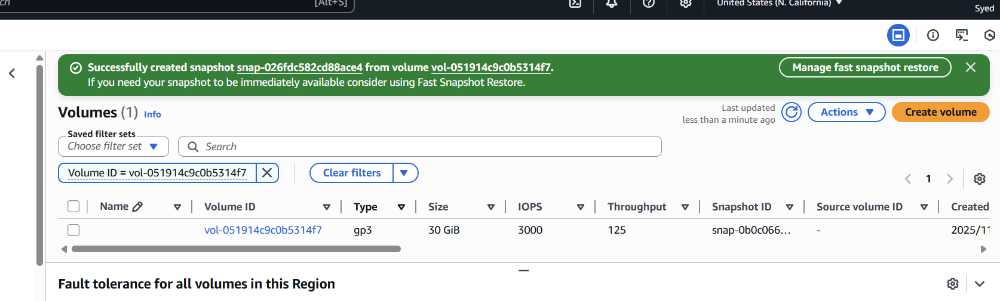 ch [Alt+S] United States (N. California) Syed
Successfully created snapshot snap-026fdc582cd88ace4 from volume vol-051914c9c0b5314f7.
If you need your snapshot to be immediately available consider using Fast Snapshot Restore.
Manage fast snapshot restore
Volumes (1) Info
Last updated
less than a minute ago
Actions
Create volume
Saved filter sets
Choose filter set
Search
Volume ID = vol-051914c9c0b5314f7
Clear filters
1
Name Volume ID Type Size IOPS Throughput Snapshot ID Source volume ID Created
vol-051914c9c0b5314f7 gp3 30 GiB 3000 125 snap-0b0c066... - 2025/11
Fault tolerance for all volumes in this Region